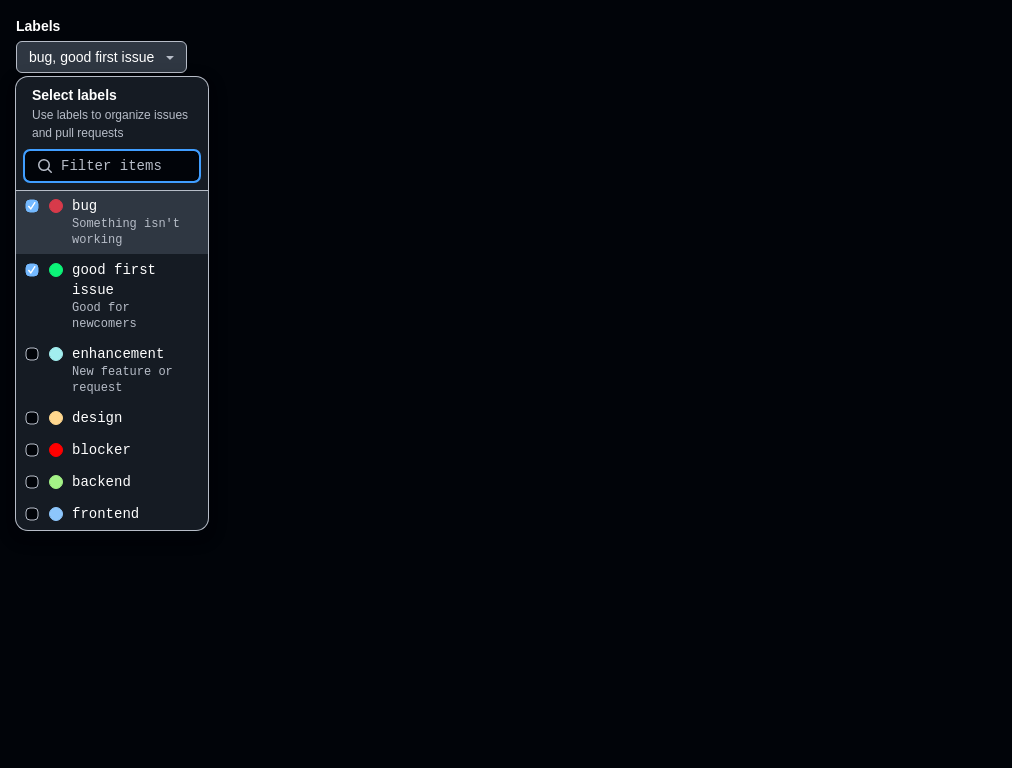 Labels
bug, good first issue
Select labels
Use labels to organize issues
and pull requests
Filter items
bug
Something isn't
working
good first
issue
Good for
newcomers
enhancement
New feature or
request
design
blocker
backend
frontend